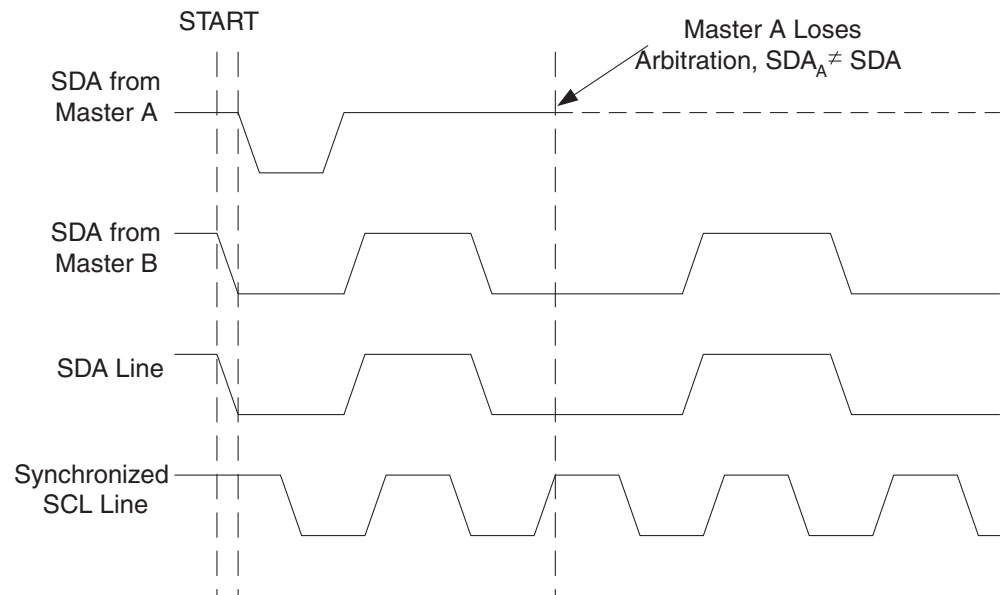 START
Master A Loses
Arbitration, SDA_A ≠ SDA
SDA from
Master A
SDA from
Master B
SDA Line
Synchronized
SCL Line